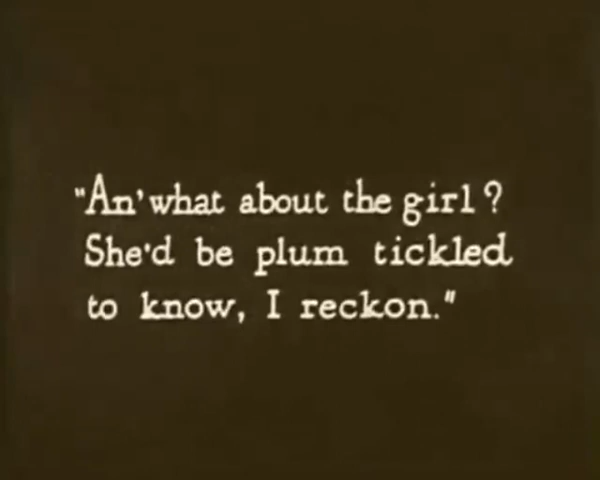 "An' what about the girl?
She'd be plum tickled
to know, I reckon."